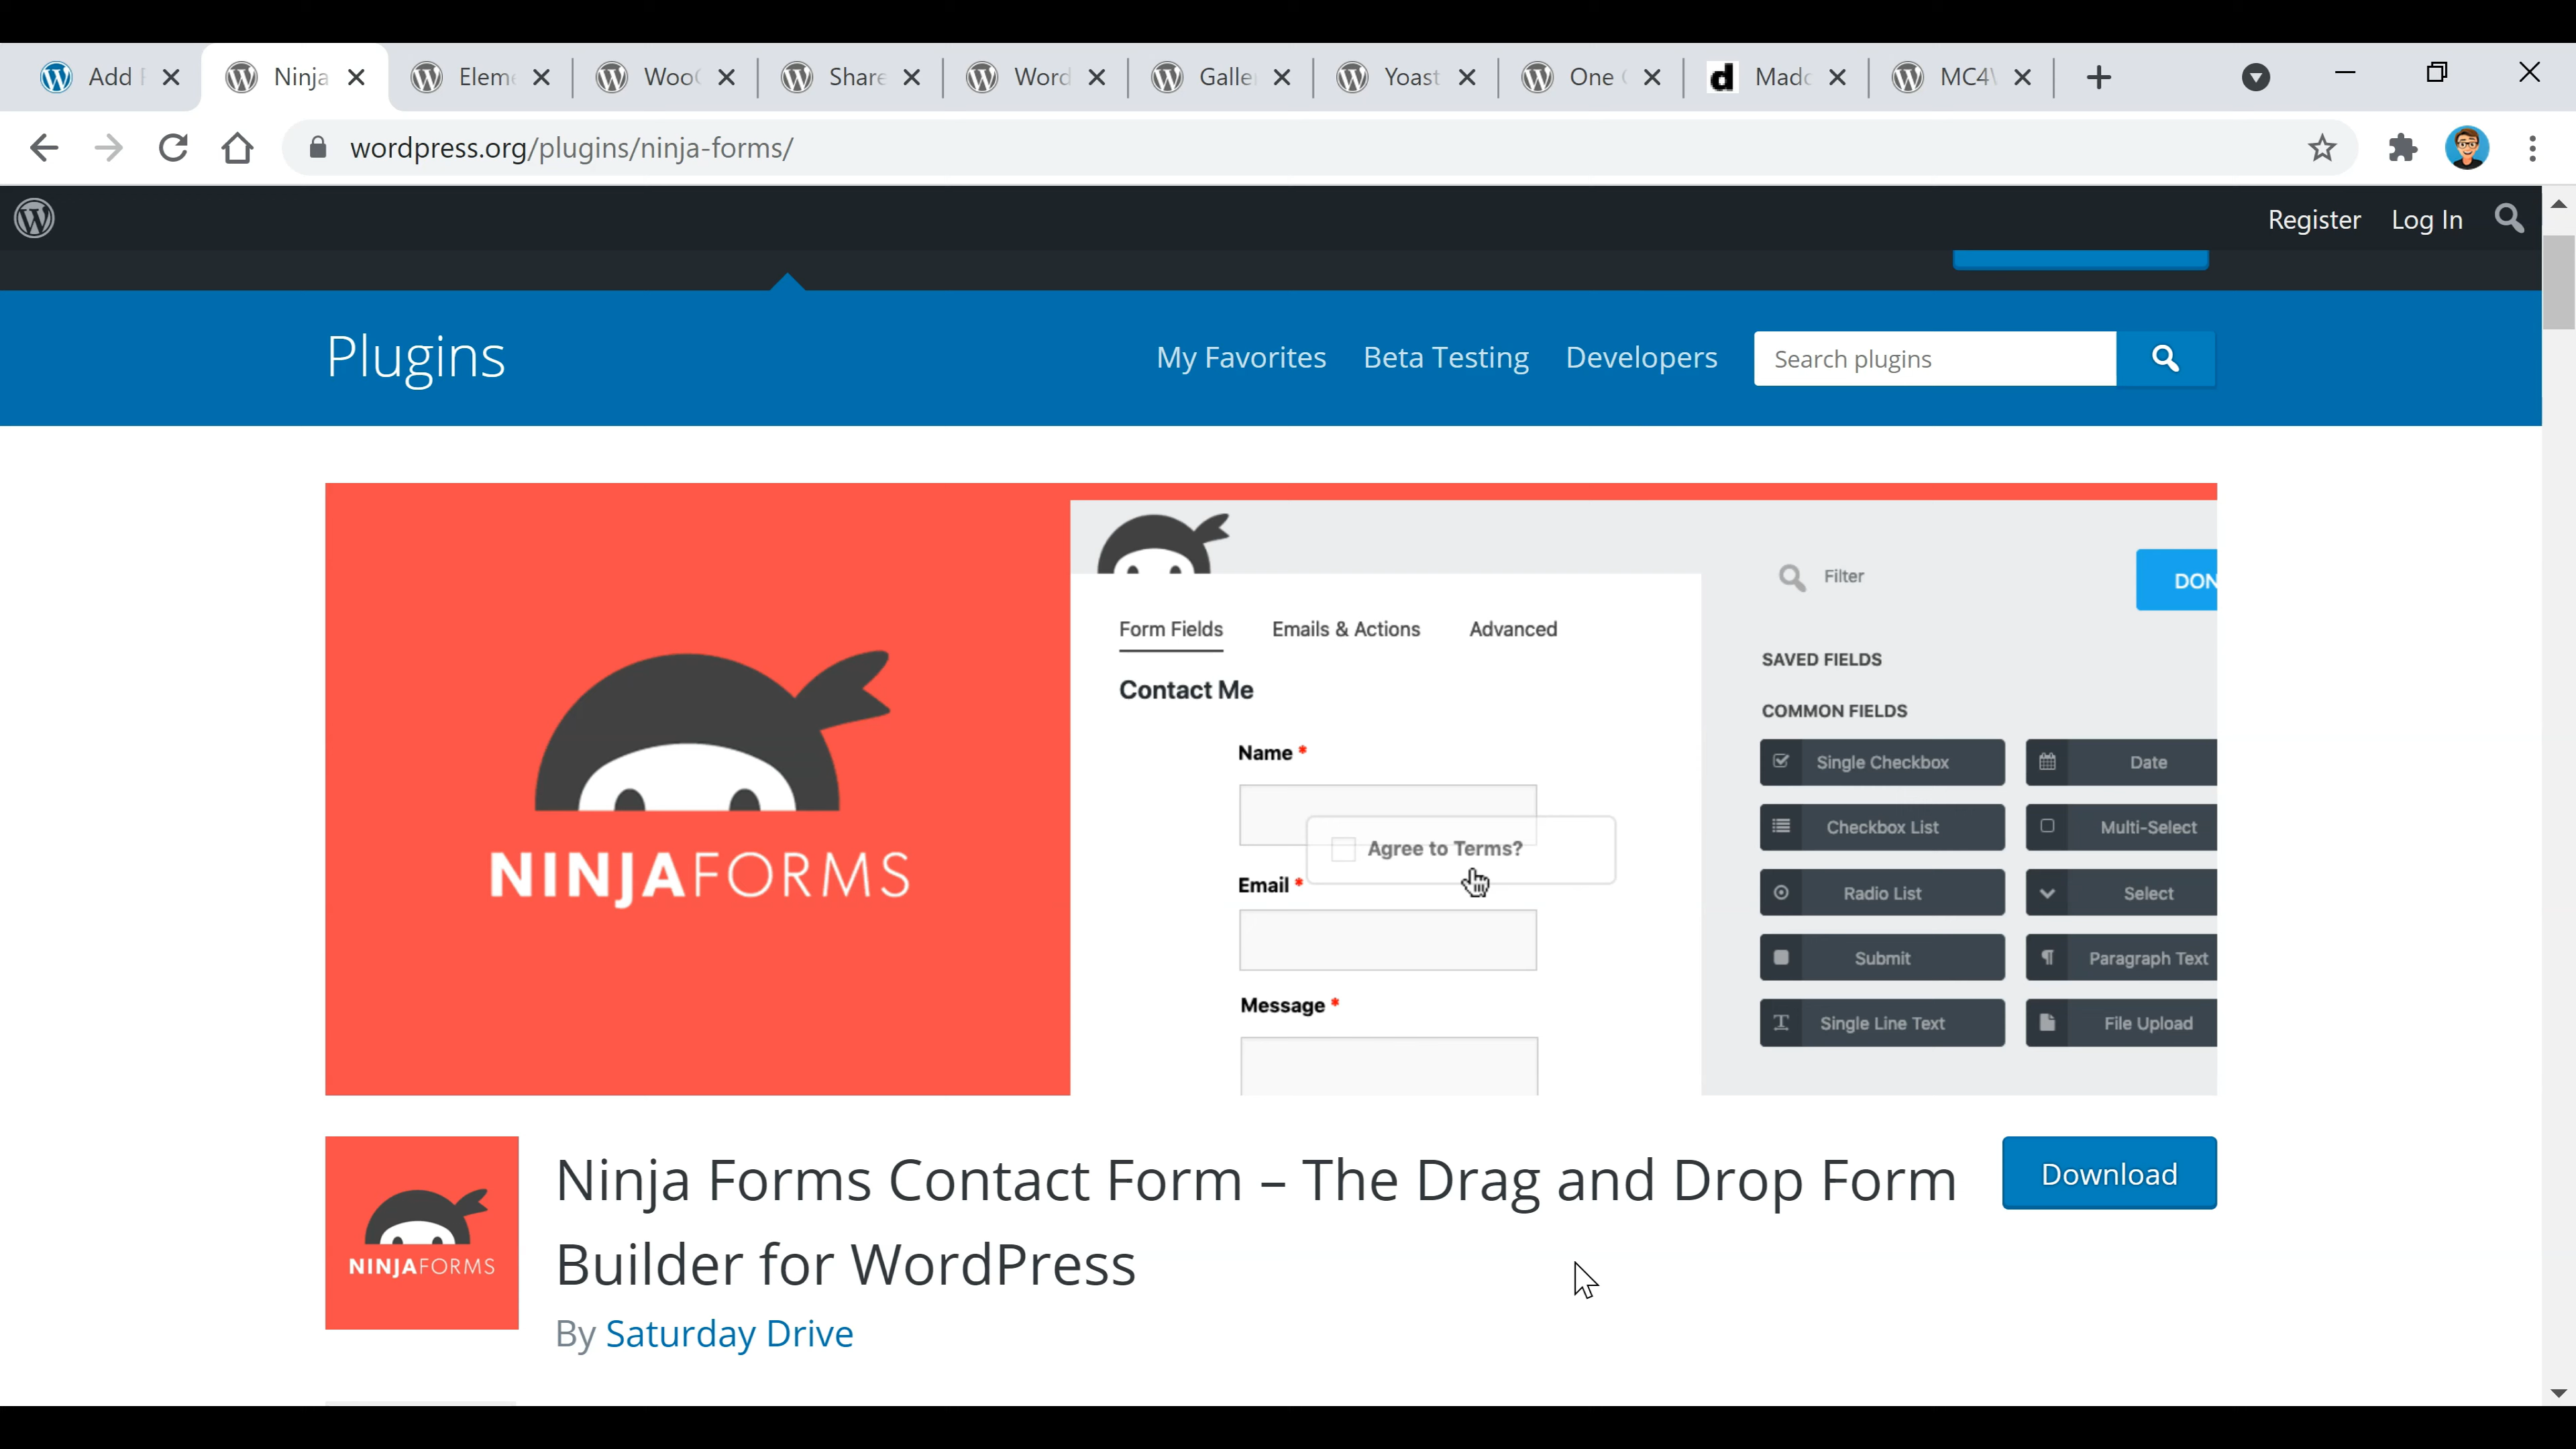 Add
Ninja
Elem
Woo
Share
Word
Galle
Yoast
One
d
Mad
MC4
wordpress.org/plugins/ninja-forms/
Register
Log In
Plugins
My Favorites
Beta Testing
Developers
Search plugins
Filter
DON
Form Fields
Emails & Actions
Advanced
SAVED FIELDS
Contact Me
COMMON FIELDS
Name *
Single Checkbox
Date
Checkbox List
Multi-Select
Agree to Terms?
Email *
Radio List
Select
NINJAFORMS
Submit
Paragraph Text
Message *
Single Line Text
File Upload
Ninja Forms Contact Form – The Drag and Drop Form
Builder for WordPress
Download
NINJAFORMS
By Saturday Drive